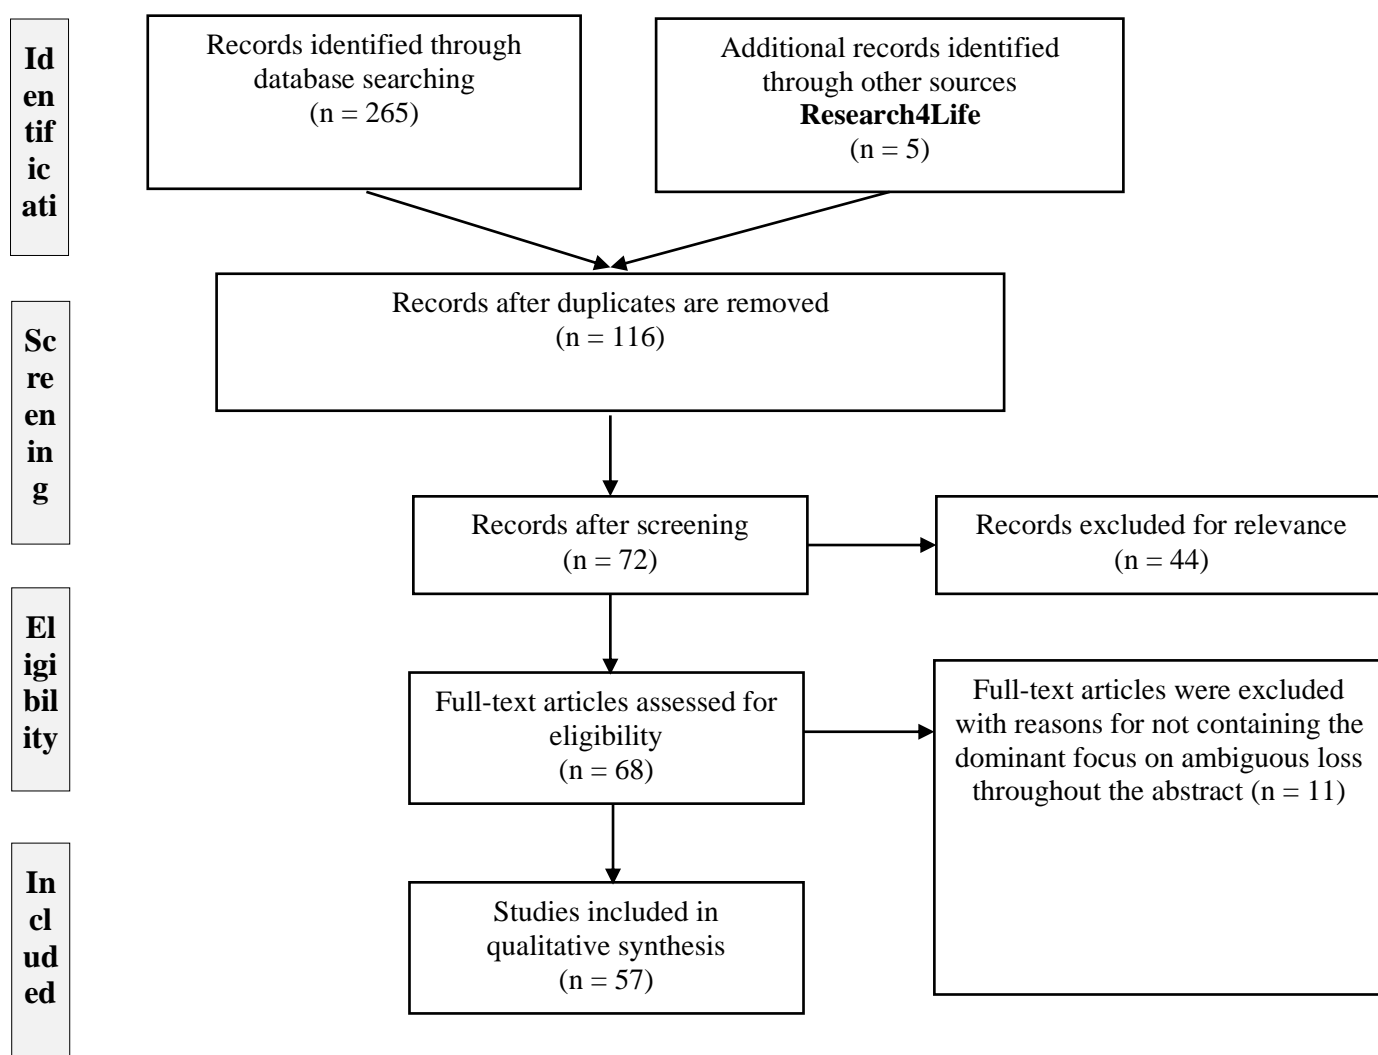 Id
en
tif
ic
ati
Records identified through
database searching
(n = 265)
Additional records identified
through other sources
Research4Life
(n = 5)
Sc
re
en
in
g
Records after duplicates are removed
(n = 116)
Records after screening
(n = 72)
Records excluded for relevance
(n = 44)
El
igi
bil
ity
Full-text articles assessed for
eligibility
(n = 68)
Full-text articles were excluded
with reasons for not containing the
dominant focus on ambiguous loss
throughout the abstract (n = 11)
In
cl
ud
ed
Studies included in
qualitative synthesis
(n = 57)